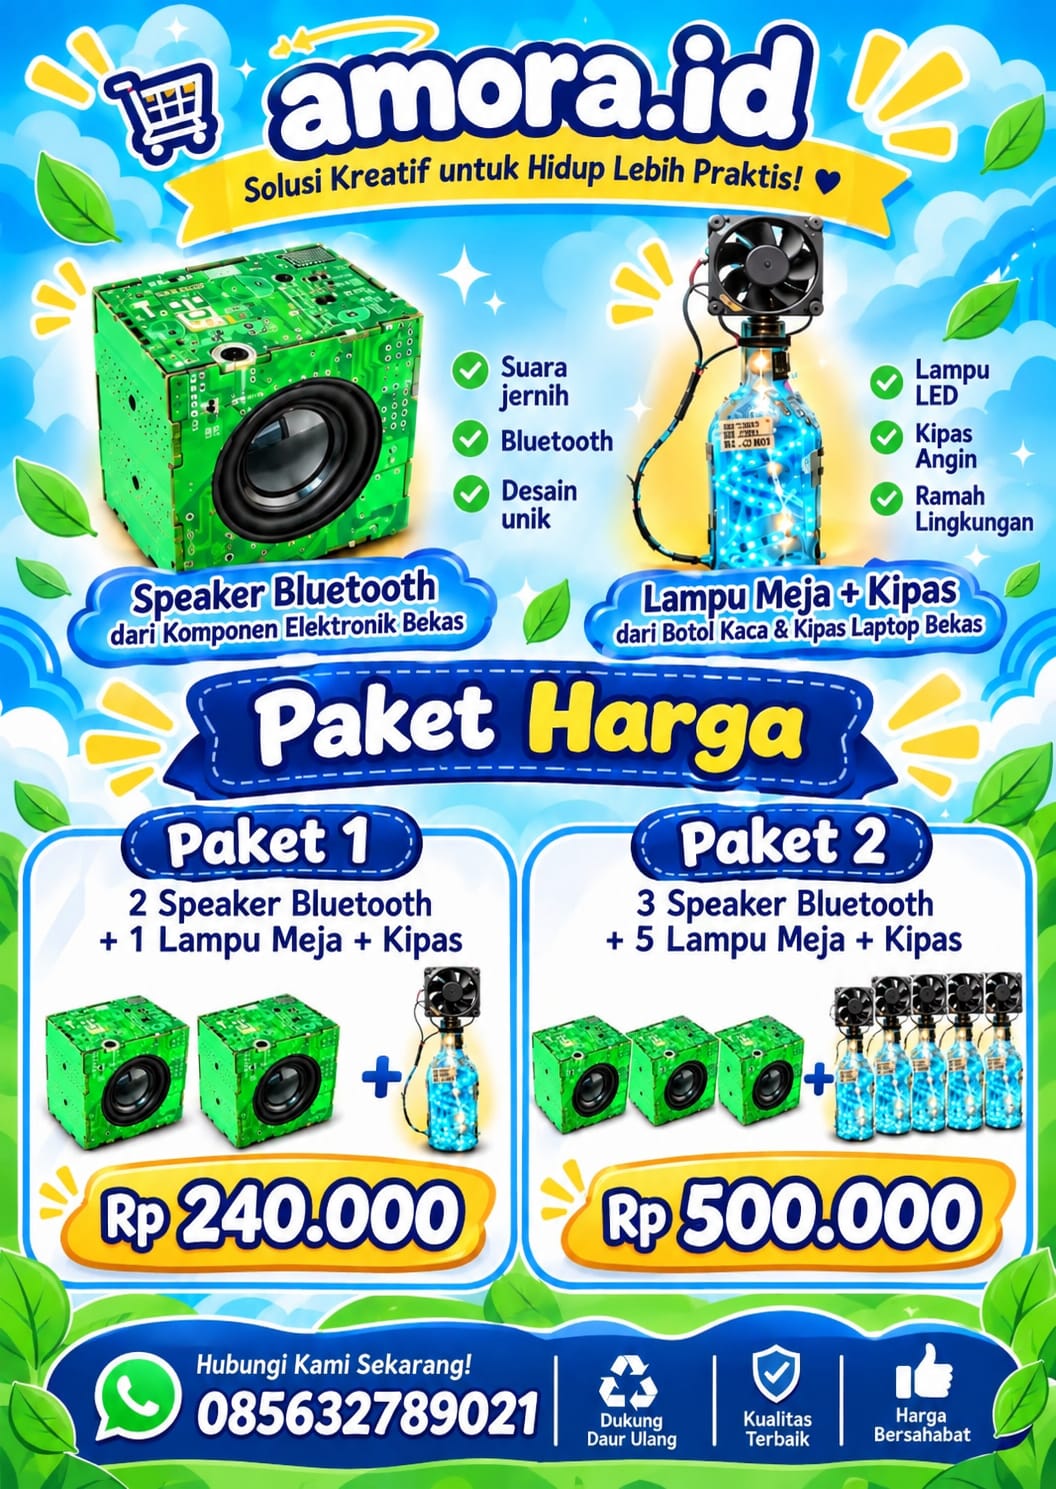 amora.id
Solusi Kreatif untuk Hidup Lebih Praktis!
Suara
jernih
Bluetooth
Desain
unik
Lampu
LED
Kipas
Angin
Ramah
Lingkungan
Speaker Bluetooth
dari Komponen Elektronik Bekas
Lampu Meja + Kipas
dari Botol Kaca & Kipas Laptop Bekas
Paket Harga
Paket 1
2 Speaker Bluetooth
+ 1 Lampu Meja + Kipas
Rp 240.000
Paket 2
3 Speaker Bluetooth
+ 5 Lampu Meja + Kipas
Rp 500.000
Hubungi Kami Sekarang!
085632789021
Dukung
Daur Ulang
Kualitas
Terbaik
Harga
Bersahabat